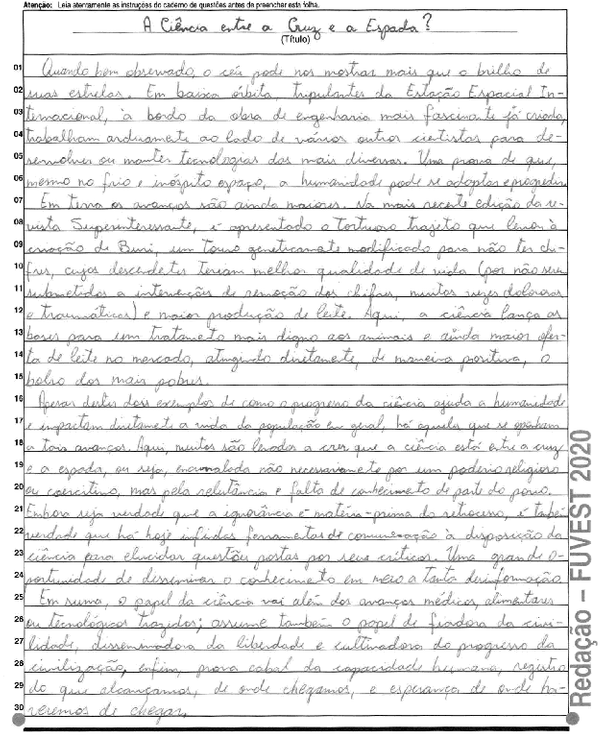 Atenção: Leia atentamente as instruções do caderno de questões antes de preencher esta folha.
A Ciência entre a Cruz e a Espada?
(Título)
01 Quando bem observado, o céu pode nos mostrar mais que o brilho de
02 suas estrelas. Em baixa órbita, tripulantes da Estação Espacial In-
03 ternacional, à bordo da obra de engenharia mais fascinante já criada,
04 trabalham arduamente ao lado de vários outros cientistas para de-
05 senvolver ou manter tecnologias das mais diversas. Uma prova de que,
06 mesmo no frio e inóspito espaço, a humanidade pode se adaptar e progredir.
07 Em terra os avanços são ainda maiores. Na mais recente edição da re-
08 vista Superinteressante, é apresentado o tortuoso trajeto que levou à
09 criação de Buri, um touro geneticamente modificado para não ter chi-
10 fres, cujos descendentes teriam melhor qualidade de vida (por não serem
11 submetidos a intervenções de remoção dos chifres, muitas vezes dolorosas
12 e traumáticas) e maior produção de leite. Aqui, a ciência lança as
13 bases para um tratamento mais digno aos animais e ainda maior ofer-
14 ta de leite no mercado, atingindo diretamente, de maneira positiva, o
15 bolso dos mais pobres.
16 Apesar destes dois exemplos de como o progresso da ciência ajuda a humanidade
17 e impactam diretamente a vida da população em geral, há aqueles que se opunham
18 a tais avanços. Aqui, muitos são levados a crer que a ciência está entre a cruz
19 e a espada, ou seja, encurralada não necessariamente por um poderio religioso
20 ou coercitivo, mas pela relutância e falta de conhecimento de parte do povo.
21 Embora seja verdade que a ignorância é matéria-prima do retrocesso, é também
22 verdade que há hoje infindas ferramentas de comunicação à disposição da
23 ciência para elucidar questões postas por seus críticos. Uma grande o-
24 portunidade de disseminar o conhecimento em meio a tanta desinformação.
25 Em suma, o papel da ciência vai além dos avanços médicos, alimentares
26 ou tecnológicos trazidos; assume também o papel de fiadora da civi-
27 lidade, disseminadora da liberdade e cultivadora do progresso da
28 civilização, enfim, prova cabal da capacidade humana, registro
29 do que alcançamos, de onde chegamos, e esperança de onde ha-
30 veremos de chegar.
Redação – FUVEST 2020